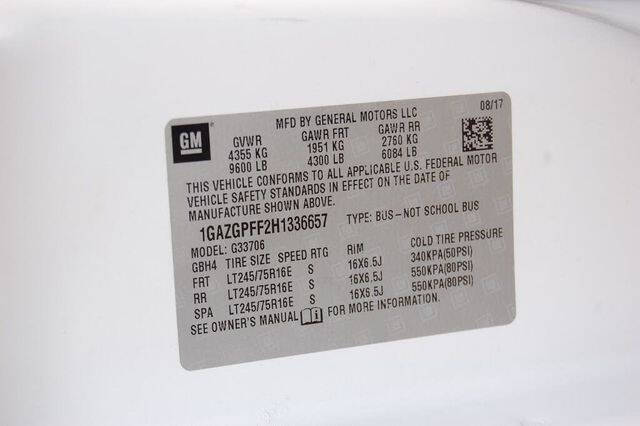 GM
MFD BY GENERAL MOTORS LLC 08/17
GVWR GAWR FRT GAWR RR
4355 KG 1951 KG 2760 KG
9600 LB 4300 LB 6084 LB
THIS VEHICLE CONFORMS TO ALL APPLICABLE U.S. FEDERAL MOTOR
VEHICLE SAFETY STANDARDS IN EFFECT ON THE DATE OF
MANUFACTURE SHOWN ABOVE.
1GAZGPFF2H1336657 TYPE: BUS-NOT SCHOOL BUS
MODEL: G33706
GBH4 TIRE SIZE SPEED RTG RIM COLD TIRE PRESSURE
FRT LT245/75R16E S 16X6.5J 340KPA(50PSI)
RR LT245/75R16E S 16X6.5J 550KPA(80PSI)
SPA LT245/75R16E S 16X6.5J 550KPA(80PSI)
SEE OWNER'S MANUAL FOR MORE INFORMATION.